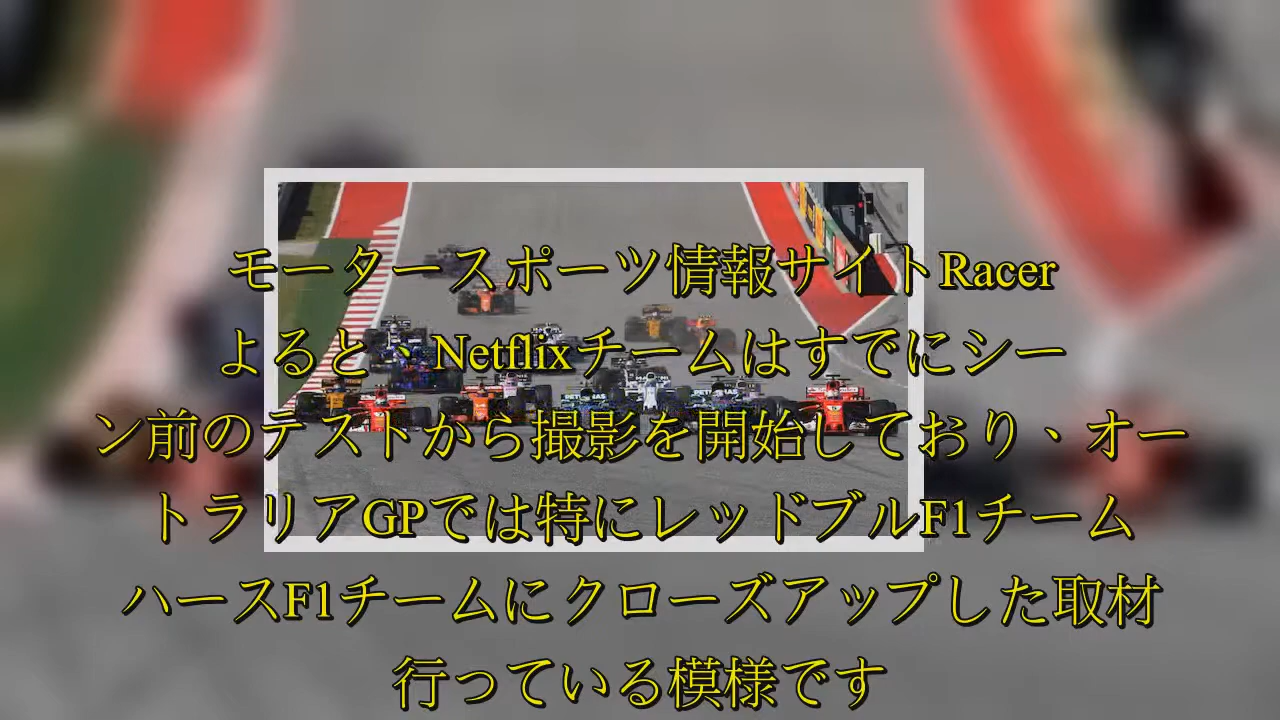 モータースポーツ情報サイトRacer
よると、Netflixチームはすでにシー
ン前のテストから撮影を開始しており、オー
トラリアGPでは特にレッドブルF1チーム
ハースF1チームにクローズアップした取材
行っている模様です